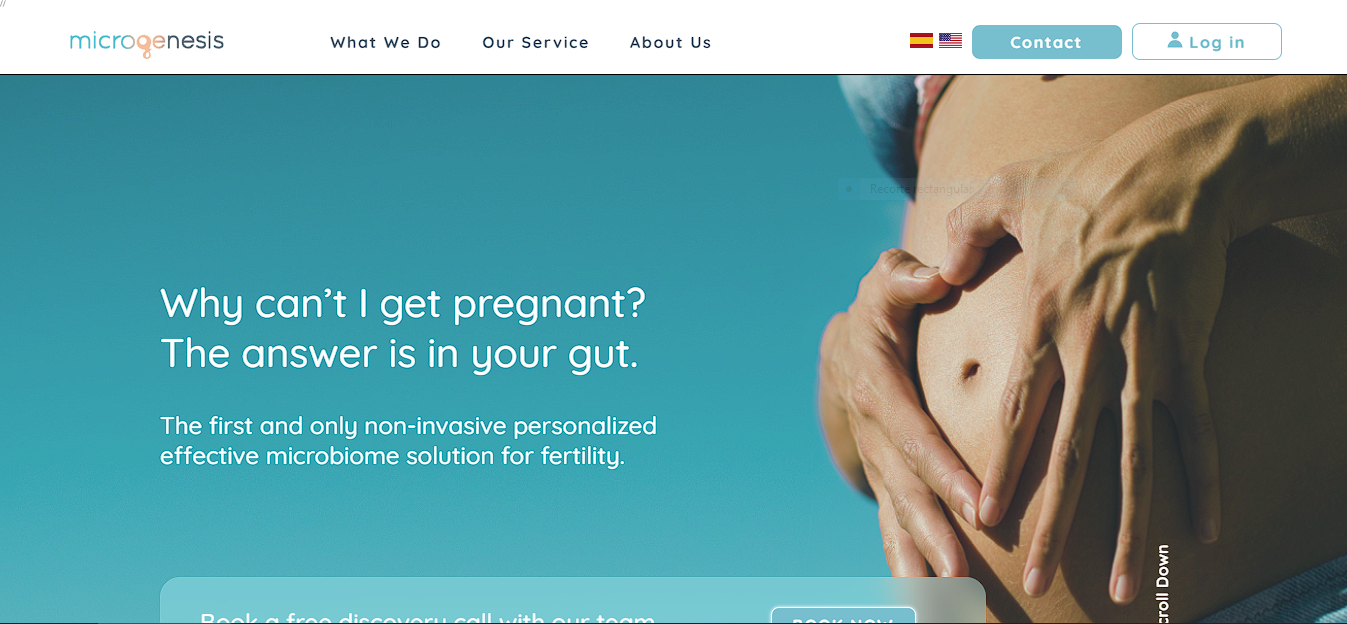 //
microgenesis
What We Do
Our Service
About Us
Contact
Log in
Recorte rectangular
Why can’t I get pregnant?
The answer is in your gut.
The first and only non-invasive personalized
effective microbiome solution for fertility.
Scroll Down
Book a free discovery call with our team
BOOK NOW